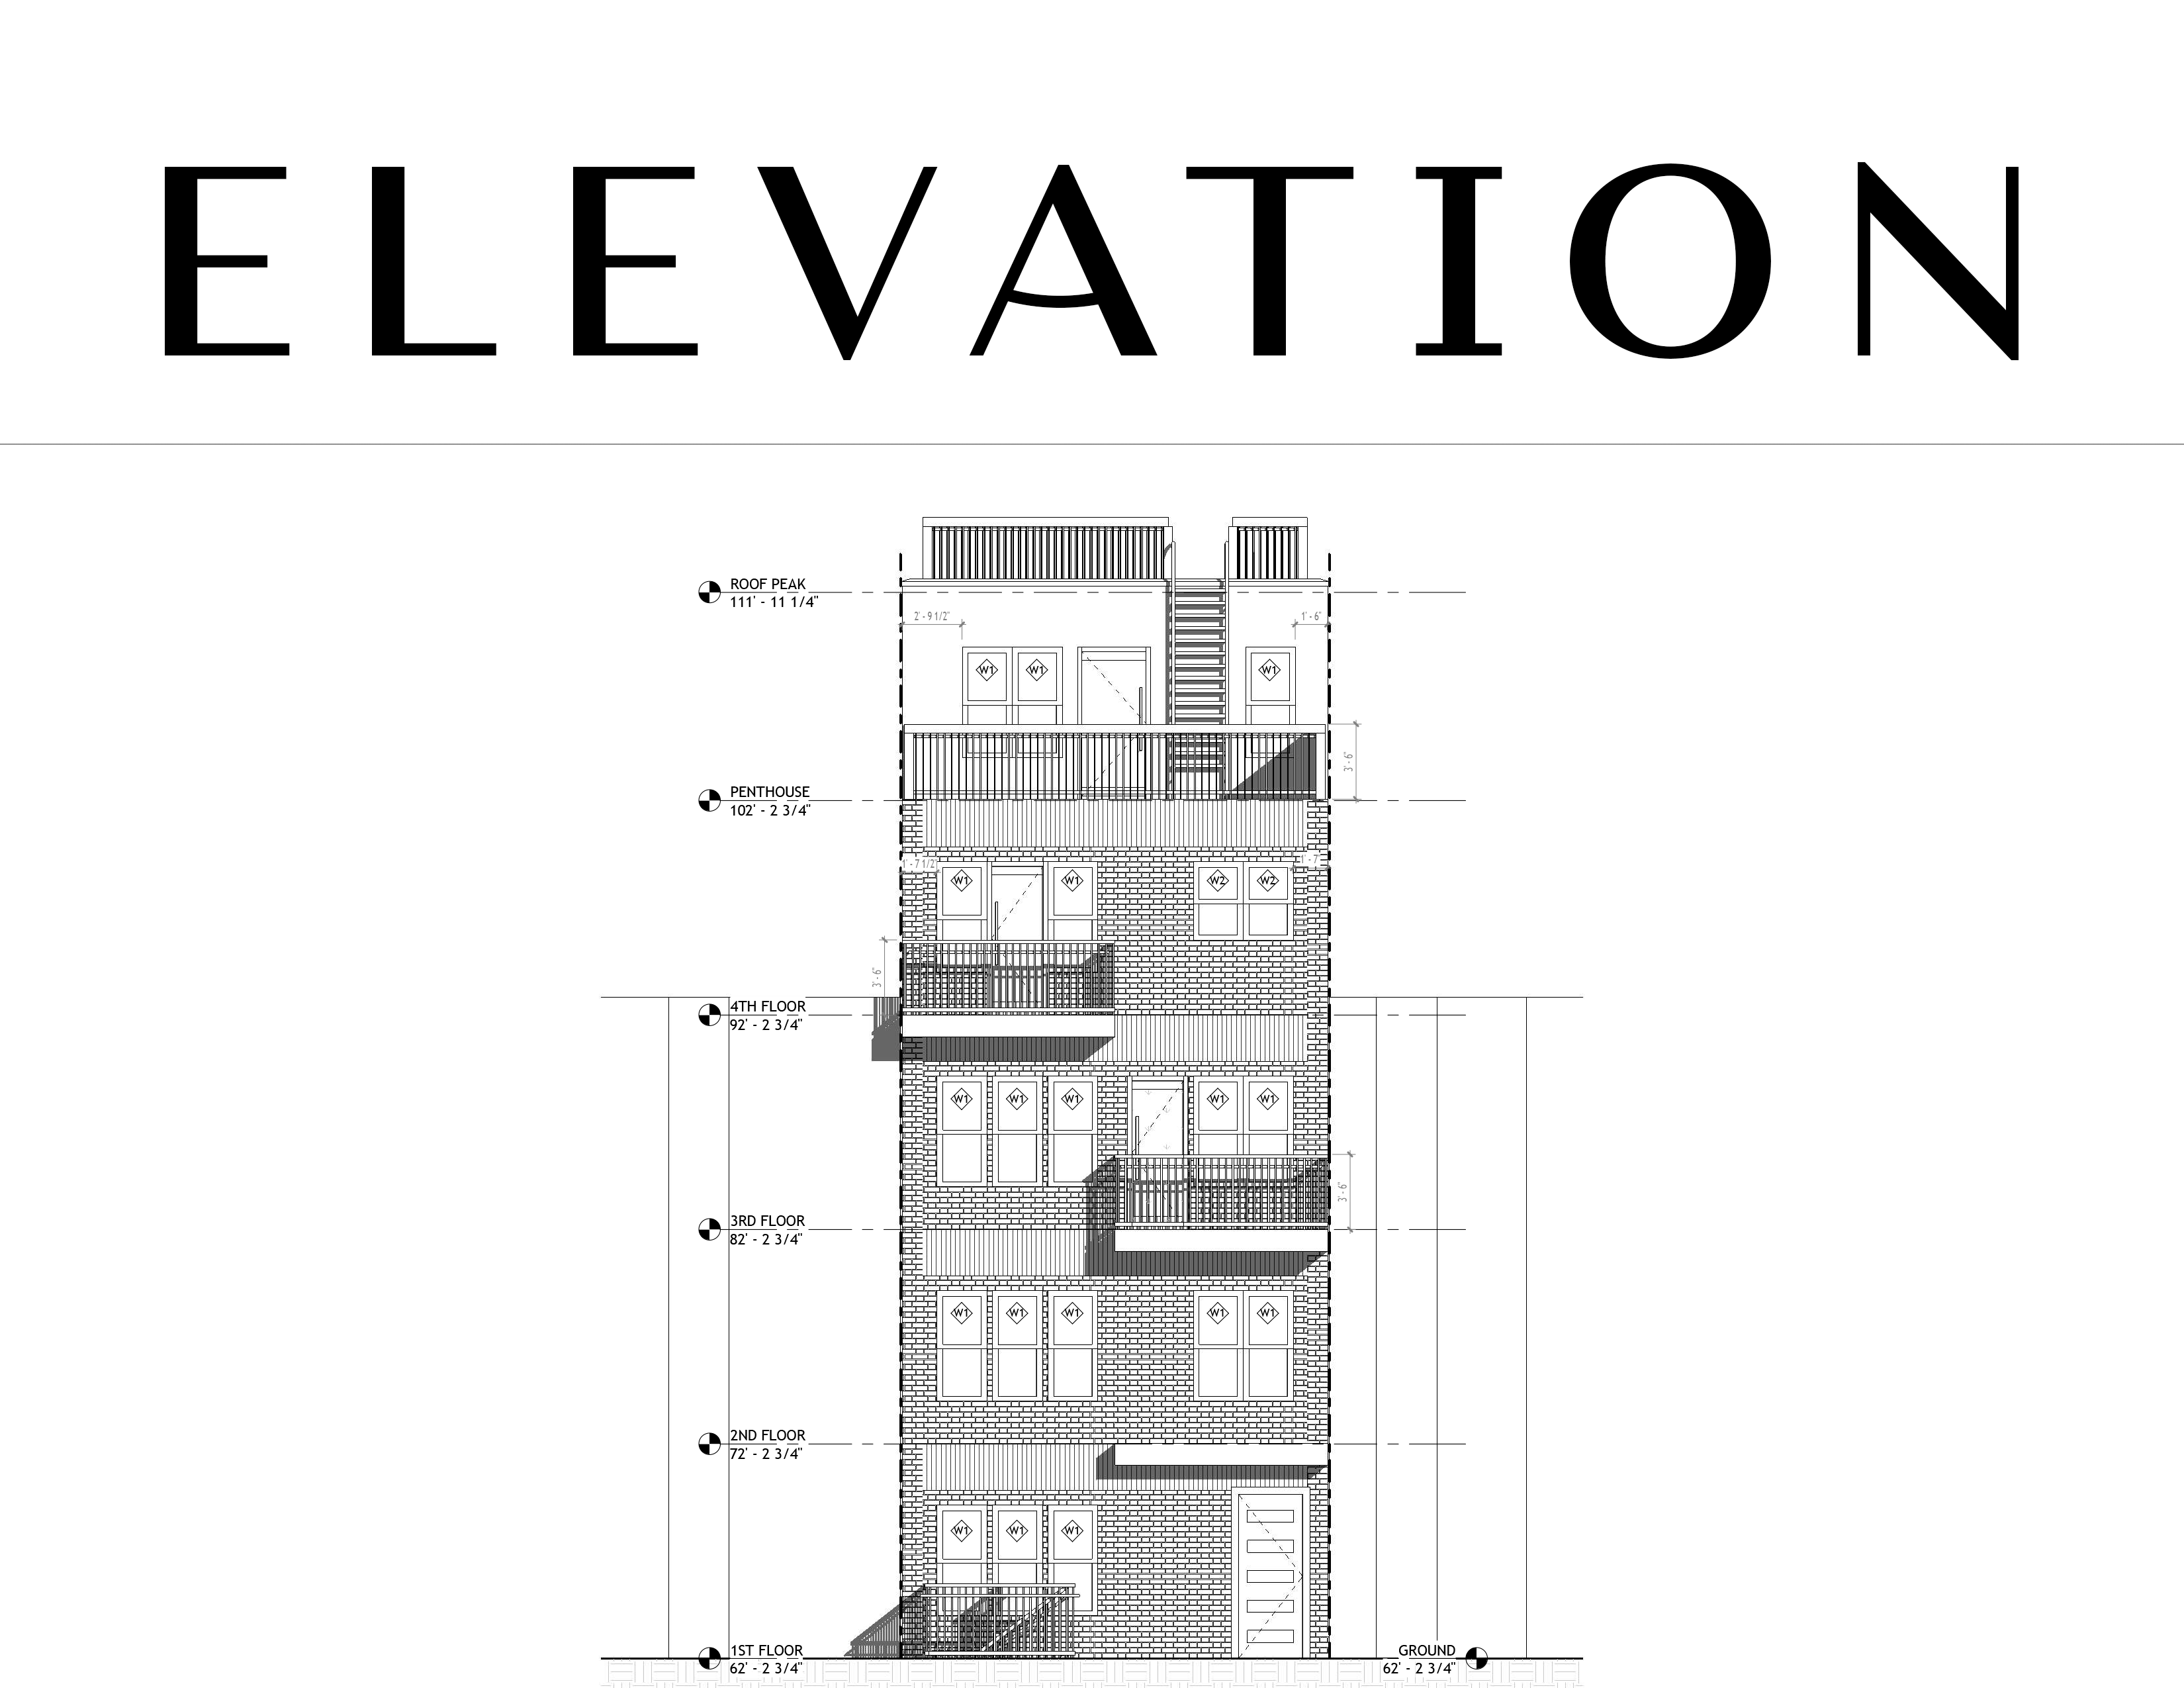 ELEVATION
ROOF PEAK
111' - 11 1/4"
2' - 9 1/2"
1' - 6"
W1
W1
W1
3' - 6"
PENTHOUSE
102' - 2 3/4"
1' - 7 1/2"
1' - 7"
W1
W1
W2
W2
3' - 6"
4TH FLOOR
92' - 2 3/4"
W1
W1
W1
W1
W1
3' - 6"
3RD FLOOR
82' - 2 3/4"
W1
W1
W1
W1
W1
2ND FLOOR
72' - 2 3/4"
W1
W1
W1
1ST FLOOR
62' - 2 3/4"
GROUND
62' - 2 3/4"